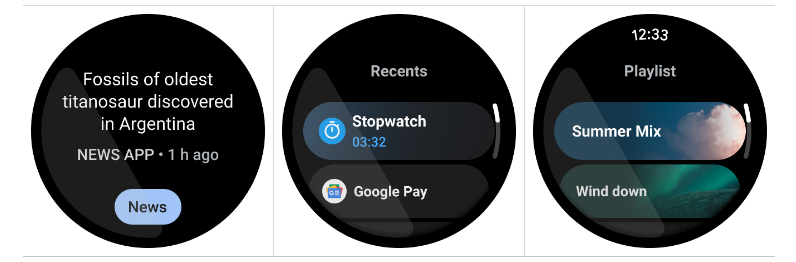 Fossils of oldest
titanosaur discovered
in Argentina
NEWS APP • 1 h ago
News
Recents
Stopwatch
03:32
Google Pay
12:33
Playlist
Summer Mix
Wind down